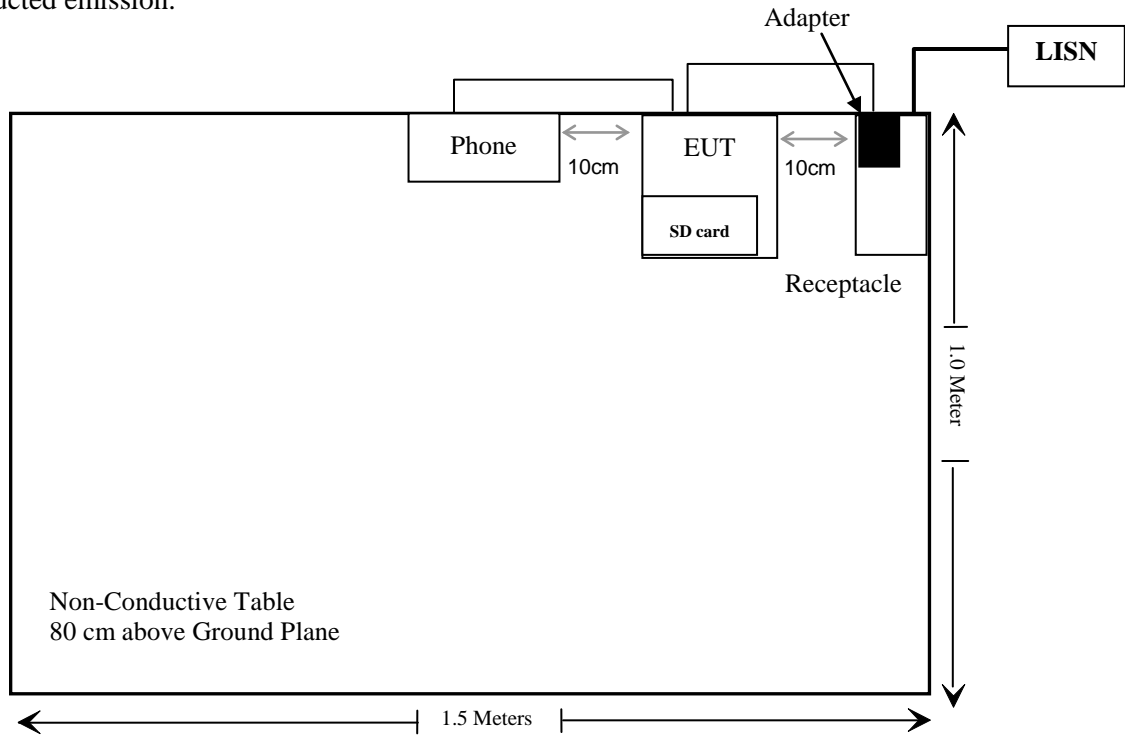 emission.
Adapter
LISN
Phone
EUT
10cm
10cm
SD card
Receptacle
1.0 Meter
Non-Conductive Table
80 cm above Ground Plane
1.5 Meters